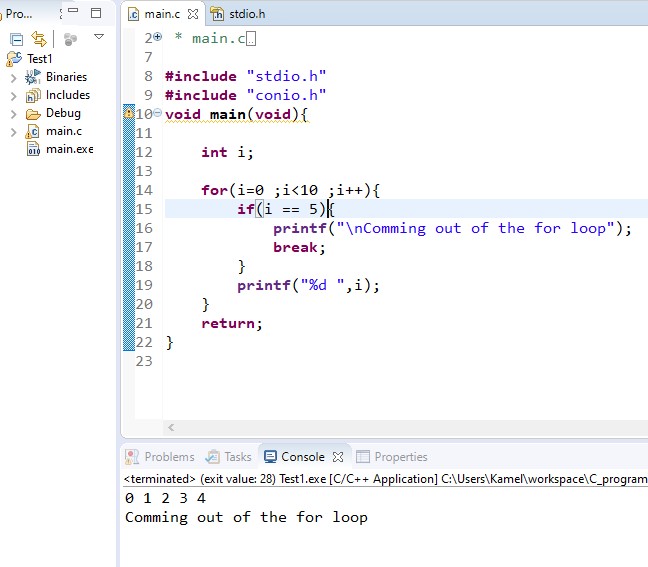 Pro...
main.c
stdio.h
Test1
Binaries
Includes
Debug
main.c
main.exe
2 * main.c
7
8 #include "stdio.h"
9 #include "conio.h"
10 void main(void){
11
12 int i;
13
14 for(i=0 ;i<10 ;i++){
15 if(i == 5){
16 printf("\nComming out of the for loop");
17 break;
18 }
19 printf("%d ",i);
20 }
21 return;
22 }
23
Problems Tasks Console Properties
<terminated> (exit value: 28) Test1.exe [C/C++ Application] C:\Users\Kamel\workspace\C_program
0 1 2 3 4
Comming out of the for loop